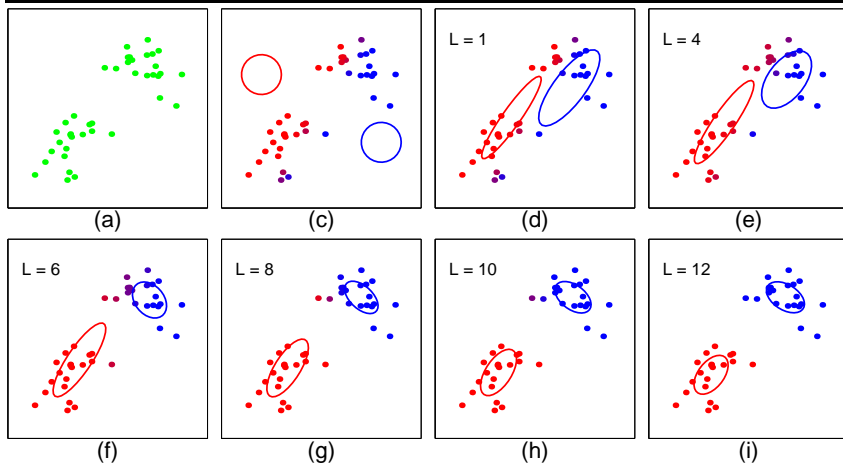 L = 1
L = 4
(a)
(c)
(d)
(e)
L = 6
L = 8
L = 10
L = 12
(f)
(g)
(h)
(i)